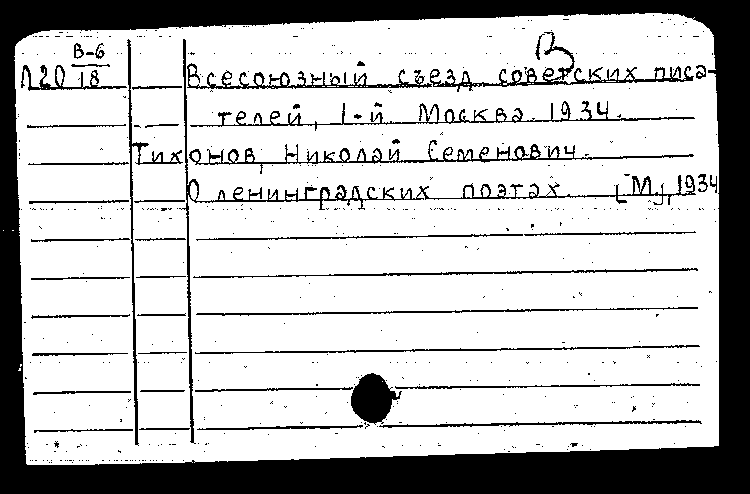 В
Л20 В-6/18 Всесоюзный съезд советских писа-
телей, 1-й. Москва. 1934.
Тихонов, Николай Семенович.
О ленинградских поэтах. [М], 1934